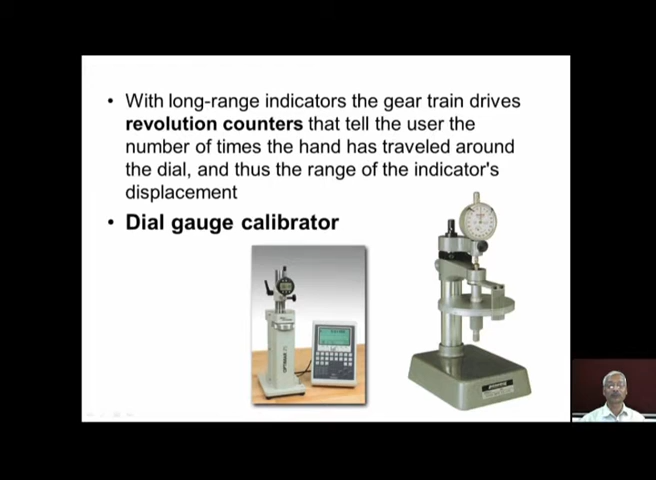 • With long-range indicators the gear train drives
revolution counters that tell the user the
number of times the hand has traveled around
the dial, and thus the range of the indicator's
displacement
• Dial gauge calibrator